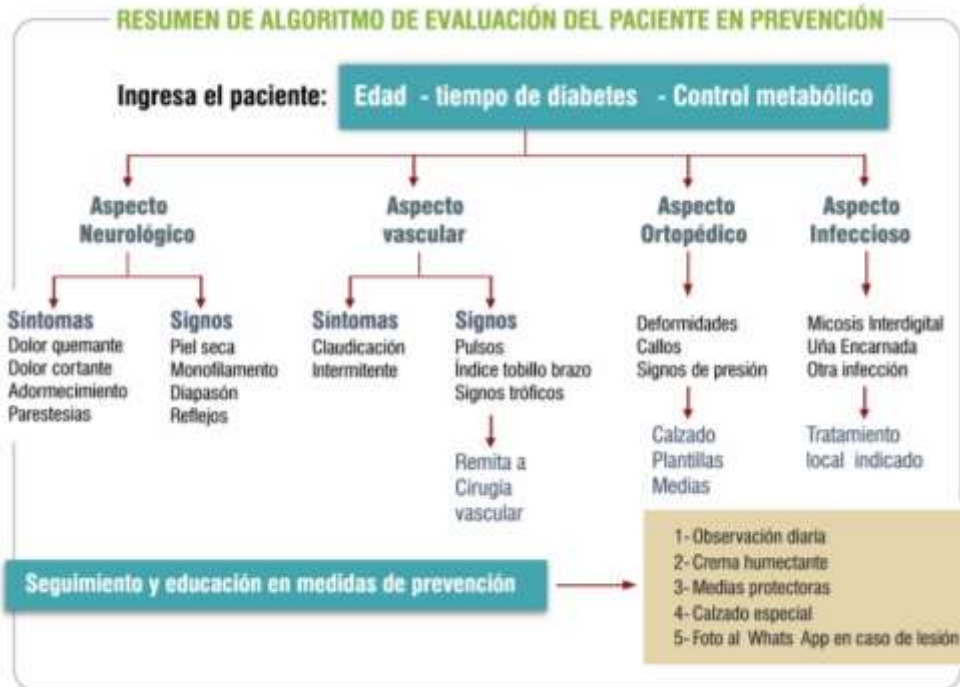 RESUMEN DE ALGORITMO DE EVALUACIÓN DEL PACIENTE EN PREVENCIÓN
Ingresa el paciente:
Edad - tiempo de diabetes - Control metabólico
Aspecto
Neurológico
Síntomas
Dolor quemante
Dolor cortante
Adormecimiento
Parestesias
Signos
Piel seca
Monofilamento
Diapasón
Reflejos
Aspecto
vascular
Síntomas
Claudicación
Intermitente
Signos
Pulsos
Índice tobillo brazo
Signos tróficos
Remita a
Cirugía
vascular
Aspecto
Ortopédico
Deformidades
Callos
Signos de presión
Calzado
Plantillas
Medias
Aspecto
Infeccioso
Micosis Interdigital
Uña Encarnada
Otra infección
Tratamiento
local indicado
Seguimiento y educación en medidas de prevención
1- Observación diaria
2- Crema humectante
3- Medias protectoras
4- Calzado especial
5- Foto al Whats App en caso de lesión